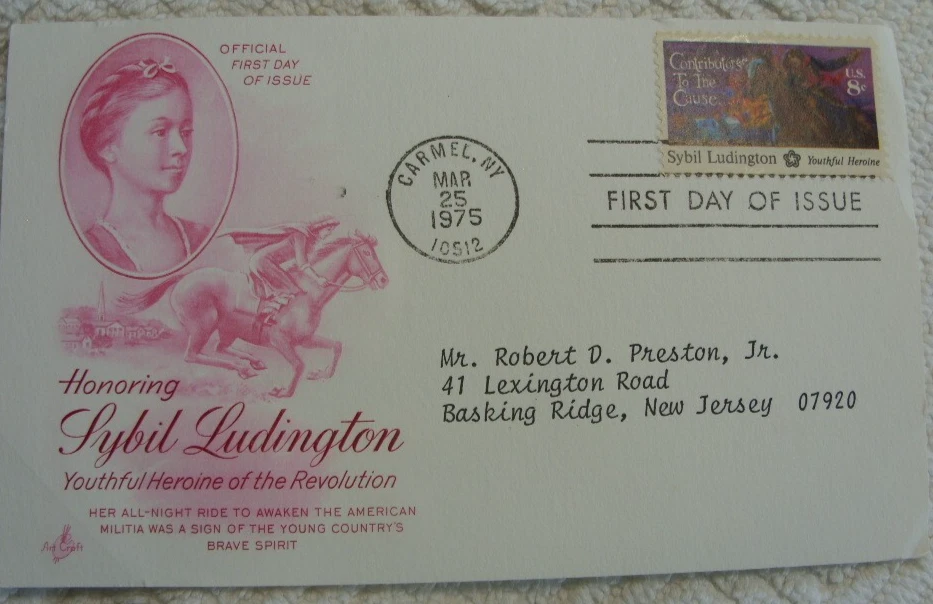 OFFICIAL
FIRST DAY
OF ISSUE
Contributors
To The
Cause...
U.S.
8c
Sybil Ludington Youthful Heroine
CARMEL, NY
MAR
25
1975
10512
FIRST DAY OF ISSUE
Mr. Robert D. Preston, Jr.
41 Lexington Road
Basking Ridge, New Jersey 07920
Honoring
Sybil Ludington
Youthful Heroine of the Revolution
HER ALL-NIGHT RIDE TO AWAKEN THE AMERICAN
MILITIA WAS A SIGN OF THE YOUNG COUNTRY'S
BRAVE SPIRIT
Art Craft